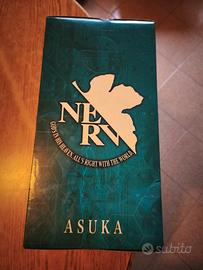 NERV
GOD'S IN HIS HEAVEN, ALL'S RIGHT WITH THE WORLD
ASUKA
subito